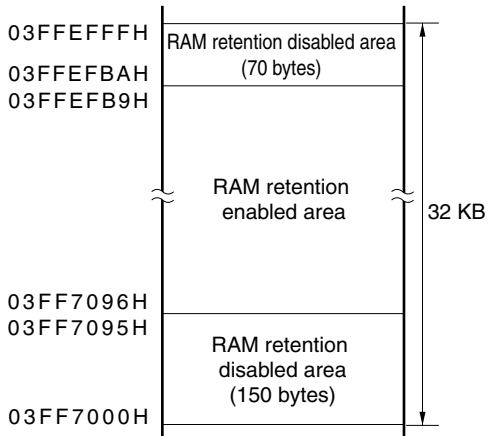 03FFEFFFH
RAM retention disabled area
(70 bytes)
03FFEFBAH
03FFEFB9H
RAM retention
enabled area
32 KB
03FF7096H
03FF7095H
RAM retention
disabled area
(150 bytes)
03FF7000H